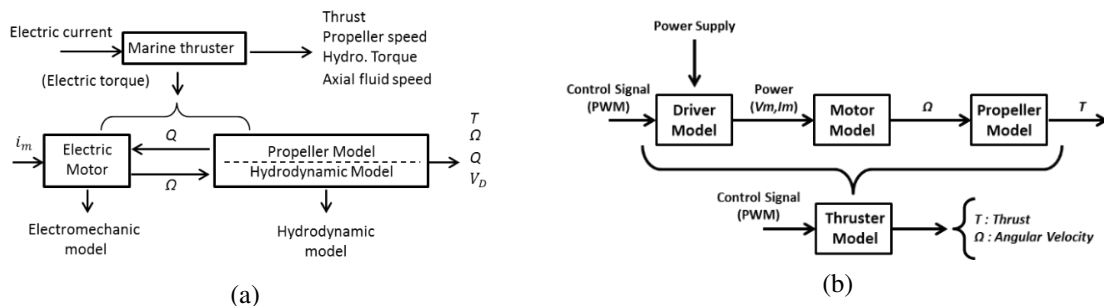 Electric current
Marine thruster
Thrust
Propeller speed
Hydro. Torque
Axial fluid speed
(Electric torque)
i_m
Electric
Motor
Q
Ω
Propeller Model
Hydrodynamic Model
T
Ω
Q
V_D
Electromechanic
model
Hydrodynamic
model
(a)
Power Supply
Control Signal
(PWM)
Driver
Model
Power
(Vm,Im)
Motor
Model
Ω
Propeller
Model
T
Control Signal
(PWM)
Thruster
Model
T : Thrust
Ω : Angular Velocity
(b)